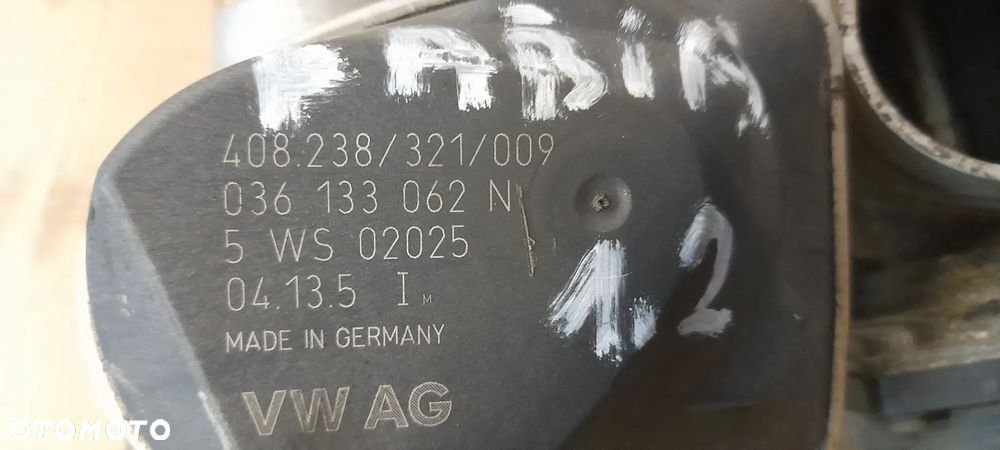 FABIA
408.238/321/009
036 133 062 N
5 WS 02025
1.2
04.13.5 I M
MADE IN GERMANY
VW AG
OTOMOTO